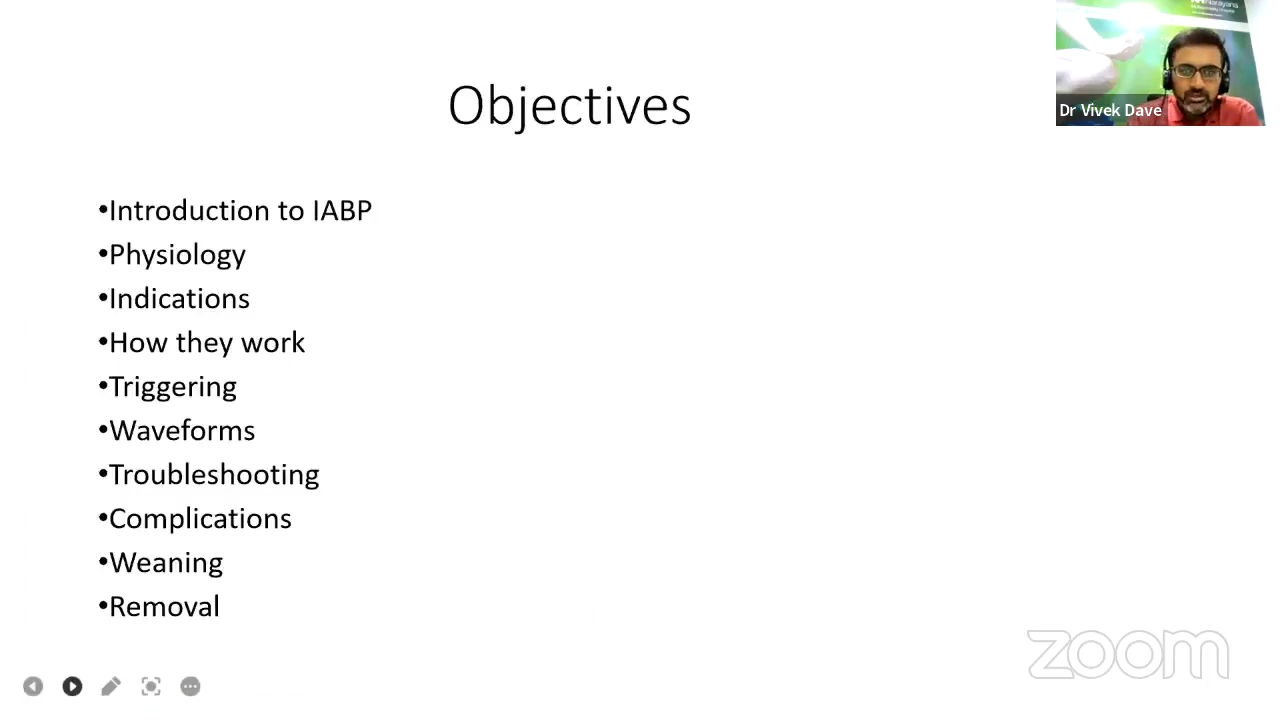 Objectives
•Introduction to IABP
•Physiology
•Indications
•How they work
•Triggering
•Waveforms
•Troubleshooting
•Complications
•Weaning
•Removal
Narayana
Dr Vivek Dave
zoom